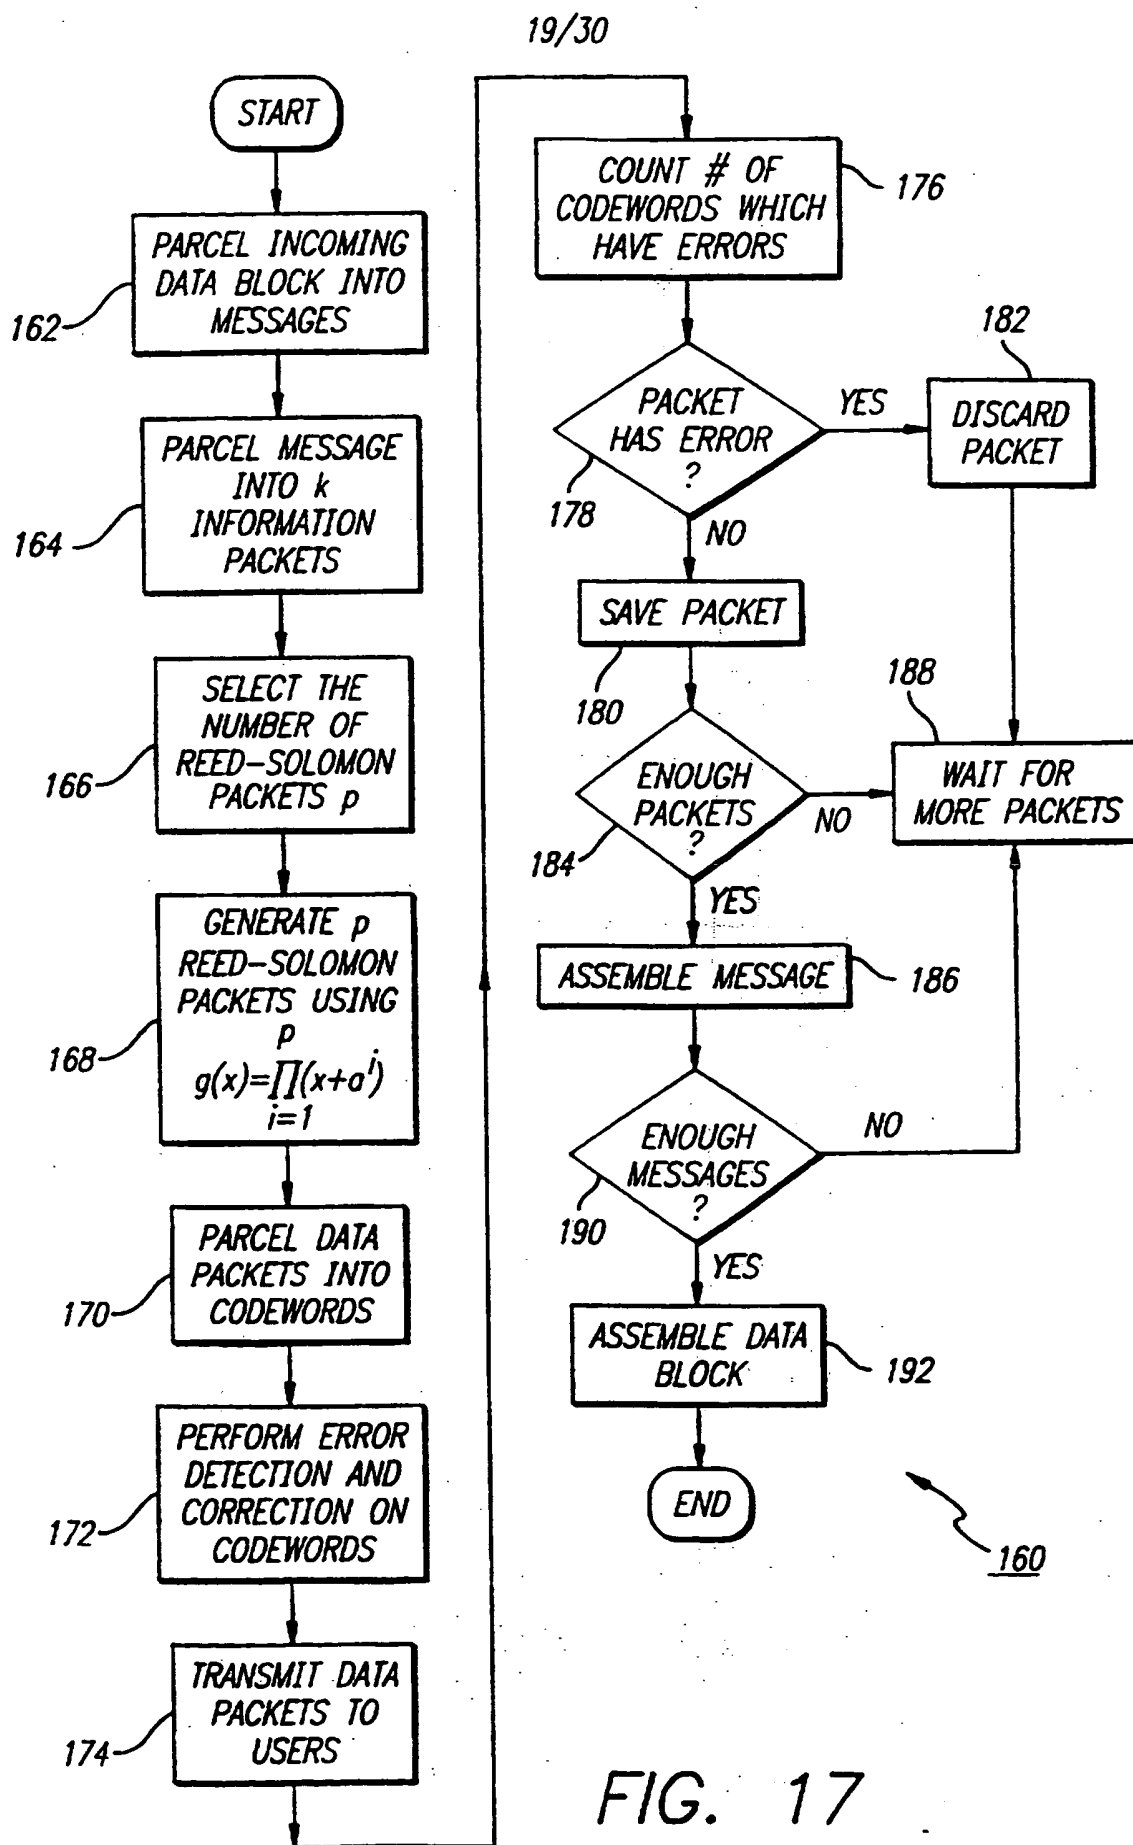 19/30
START
PARCEL INCOMING
DATA BLOCK INTO
MESSAGES
162
PARCEL MESSAGE
INTO k
INFORMATION
PACKETS
164
SELECT THE
NUMBER OF
REED-SOLOMON
PACKETS p
166
GENERATE p
REED-SOLOMON
PACKETS USING
p
g(x)=∏(x+a^i)
i=1
168
PARCEL DATA
PACKETS INTO
CODEWORDS
170
PERFORM ERROR
DETECTION AND
CORRECTION ON
CODEWORDS
172
TRANSMIT DATA
PACKETS TO
USERS
174
COUNT # OF
CODEWORDS WHICH
HAVE ERRORS
176
PACKET
HAS ERROR
?
178
YES
NO
182
DISCARD
PACKET
SAVE PACKET
180
ENOUGH
PACKETS
?
184
NO
YES
188
WAIT FOR
MORE PACKETS
ASSEMBLE MESSAGE
186
ENOUGH
MESSAGES
?
190
NO
YES
ASSEMBLE DATA
BLOCK
192
END
160
FIG. 17